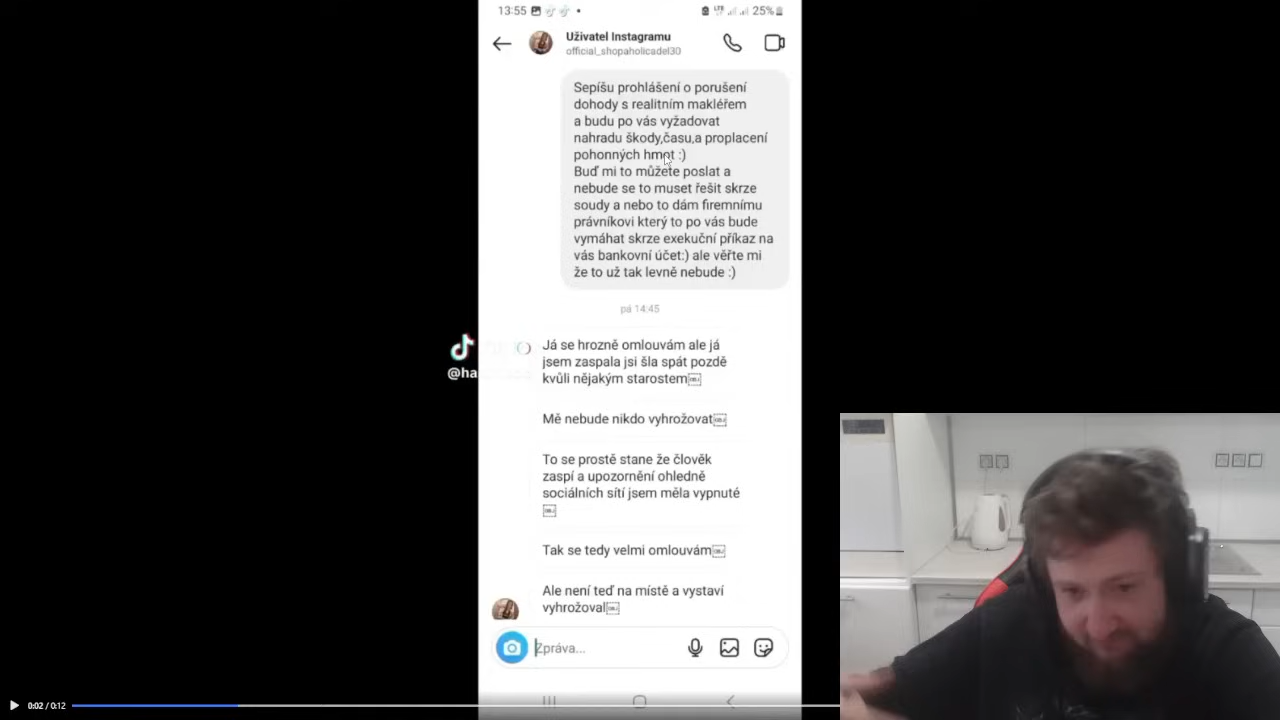 13:55
LTE
25%
Uživatel Instagramu
official_shopaholicadel30
Sepíšu prohlášení o porušení
dohody s realitním makléřem
a budu po vás vyžadovat
nahradu škody,času,a proplacení
pohonných hmot :)
Buď mi to můžete poslat a
nebude se to muset řešit skrze
soudy a nebo to dám firemnímu
právníkovi který to po vás bude
vymáhat skrze exekuční příkaz na
vás bankovní účet:) ale věřte mi
že to už tak levně nebude :)
pá 14:45
Já se hrozně omlouvám ale já
jsem zaspala jsi šla spát pozdě
kvůli nějakým starostem
Mě nebude nikdo vyhrožovat
To se prostě stane že člověk
zaspí a upozornění ohledně
sociálních sítí jsem měla vypnuté
Tak se tedy velmi omlouvám
Ale není teď na místě a vystaví
vyhrožoval
Zpráva...
@ha
0:02 / 0:12